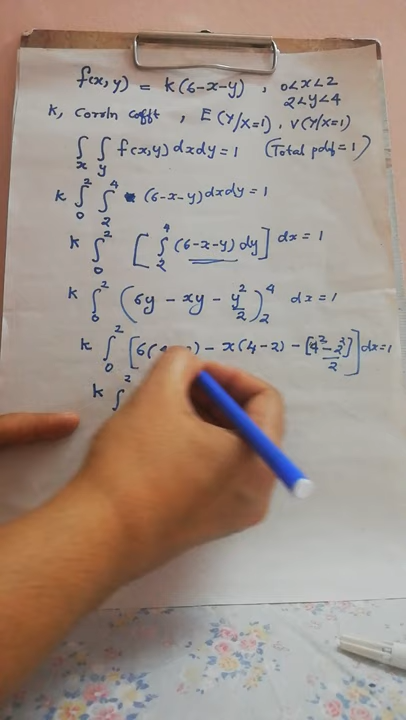 f(x,y) = k(6-x-y) , 0<x<2
2<y<4
k, Corrln cofft , E(Y/X=1), V(Y/X=1)
∫x ∫y f(x,y) dxdy = 1 (Total pdf = 1)
k ∫₀² ∫₂⁴ (6-x-y) dxdy = 1
k ∫₀² [∫₂⁴ (6-x-y) dy] dx = 1
k ∫₀² (6y - xy - y²/2)₂⁴ dx = 1
k ∫₀² [6( ) - x(4-2) - [4²-2²]/2] dx = 1
k ∫ ²